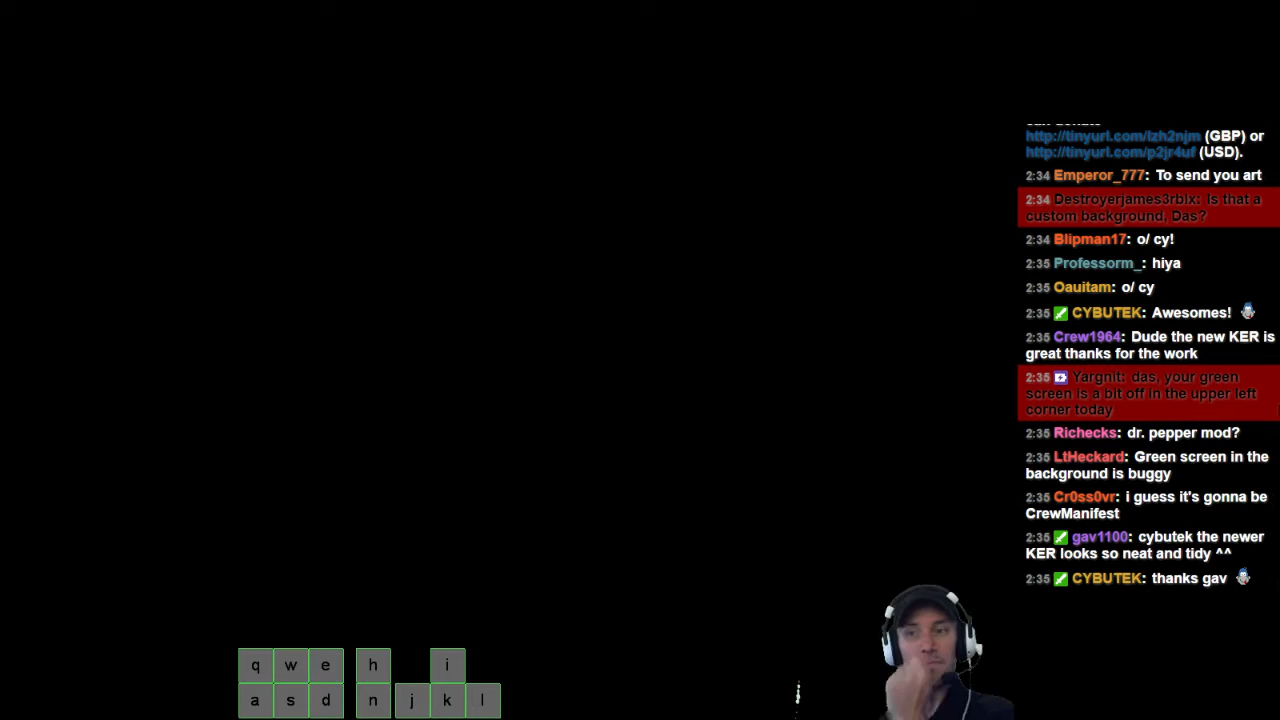 http://tinyurl.com/lzh2njm (GBP) or
http://tinyurl.com/p2jr4uf (USD).
2:34 Emperor_777: To send you art
2:34 Destroyerjames3rblx: Is that a
custom background, Das?
2:34 Blipman17: o/ cy!
2:35 Professorm_: hiya
2:35 Oauitam: o/ cy
2:35 CYBUTEK: Awesomes!
2:35 Crew1964: Dude the new KER is
great thanks for the work
2:35 Yargnit: das, your green
screen is a bit off in the upper left
corner today
2:35 Richecks: dr. pepper mod?
2:35 LtHeckard: Green screen in the
background is buggy
2:35 Cr0ss0vr: i guess it's gonna be
CrewManifest
2:35 gav1100: cybutek the newer
KER looks so neat and tidy ^^
2:35 CYBUTEK: thanks gav
q w e h i
a s d n j k l